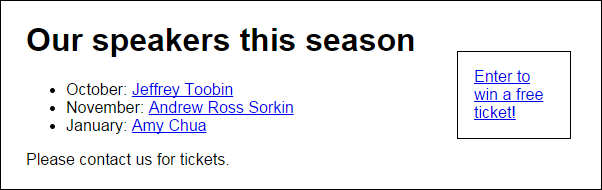 Our speakers this season
October: Jeffrey Toobin
November: Andrew Ross Sorkin
January: Amy Chua
Please contact us for tickets.
Enter to
win a free
ticket!